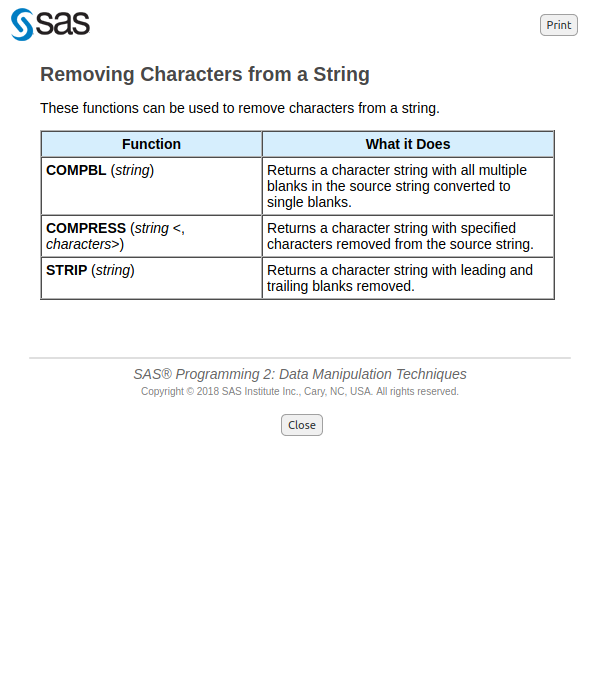 sas
Print
Removing Characters from a String
These functions can be used to remove characters from a string.
Function
What it Does
COMPBL (string)
Returns a character string with all multiple
blanks in the source string converted to
single blanks.
COMPRESS (string <,
characters>)
Returns a character string with specified
characters removed from the source string.
STRIP (string)
Returns a character string with leading and
trailing blanks removed.
SAS® Programming 2: Data Manipulation Techniques
Copyright © 2018 SAS Institute Inc., Cary, NC, USA. All rights reserved.
Close